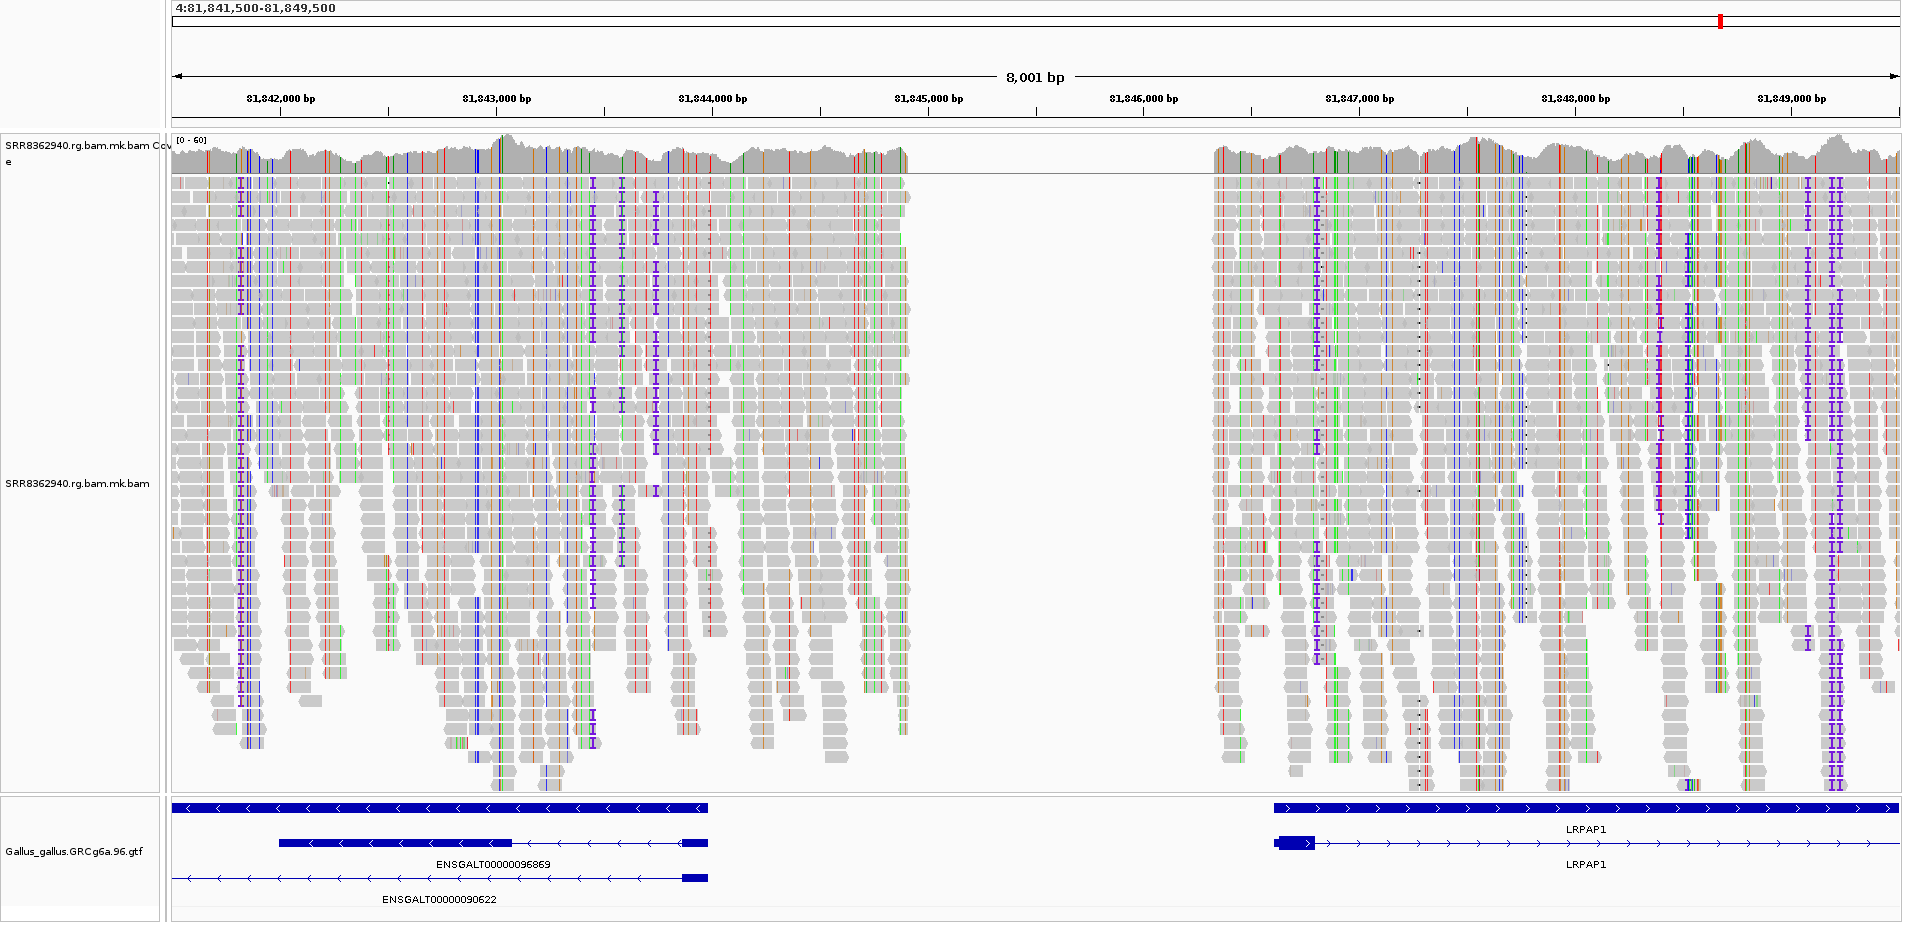 4:81,841,500-81,849,500
8,001 bp
81,842,000 bp 81,843,000 bp 81,844,000 bp 81,845,000 bp 81,846,000 bp 81,847,000 bp 81,848,000 bp 81,849,000 bp
SRR8362940.rg.bam.mk.bam Cov
e
[0 - 60]
SRR8362940.rg.bam.mk.bam
LRPAP1
Gallus_gallus.GRCg6a.96.gtf
ENSGALT00000096869 LRPAP1
ENSGALT00000090622